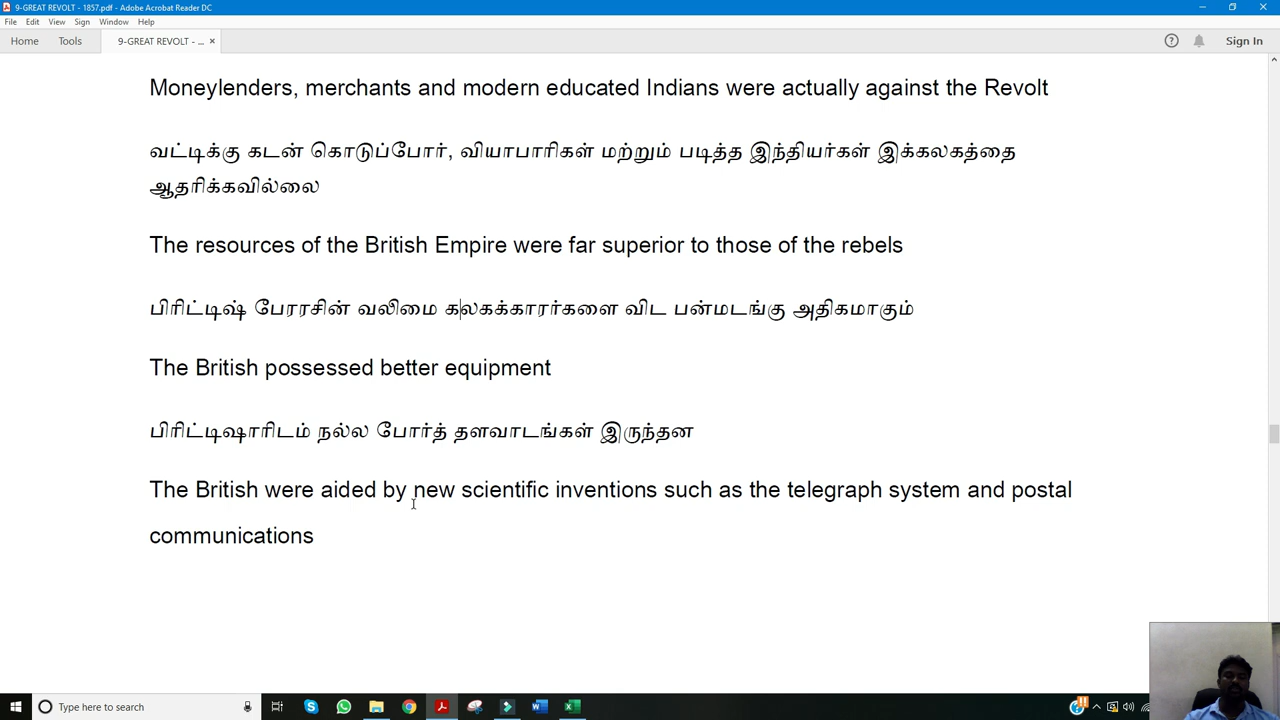 9-GREAT REVOLT - 1857.pdf - Adobe Acrobat Reader DC
File Edit View Sign Window Help
Home Tools 9-GREAT REVOLT - ... × Sign In
Moneylenders, merchants and modern educated Indians were actually against the Revolt
வட்டிக்கு கடன் கொடுப்போர், வியாபாரிகள் மற்றும் படித்த இந்தியர்கள் இக்கலகத்தை
ஆதரிக்கவில்லை
The resources of the British Empire were far superior to those of the rebels
பிரிட்டிஷ் பேரரசின் வலிமை கலகக்காரர்களை விட பன்மடங்கு அதிகமாகும்
The British possessed better equipment
பிரிட்டிஷாரிடம் நல்ல போர்த் தளவாடங்கள் இருந்தன
The British were aided by new scientific inventions such as the telegraph system and postal
communications
Type here to search